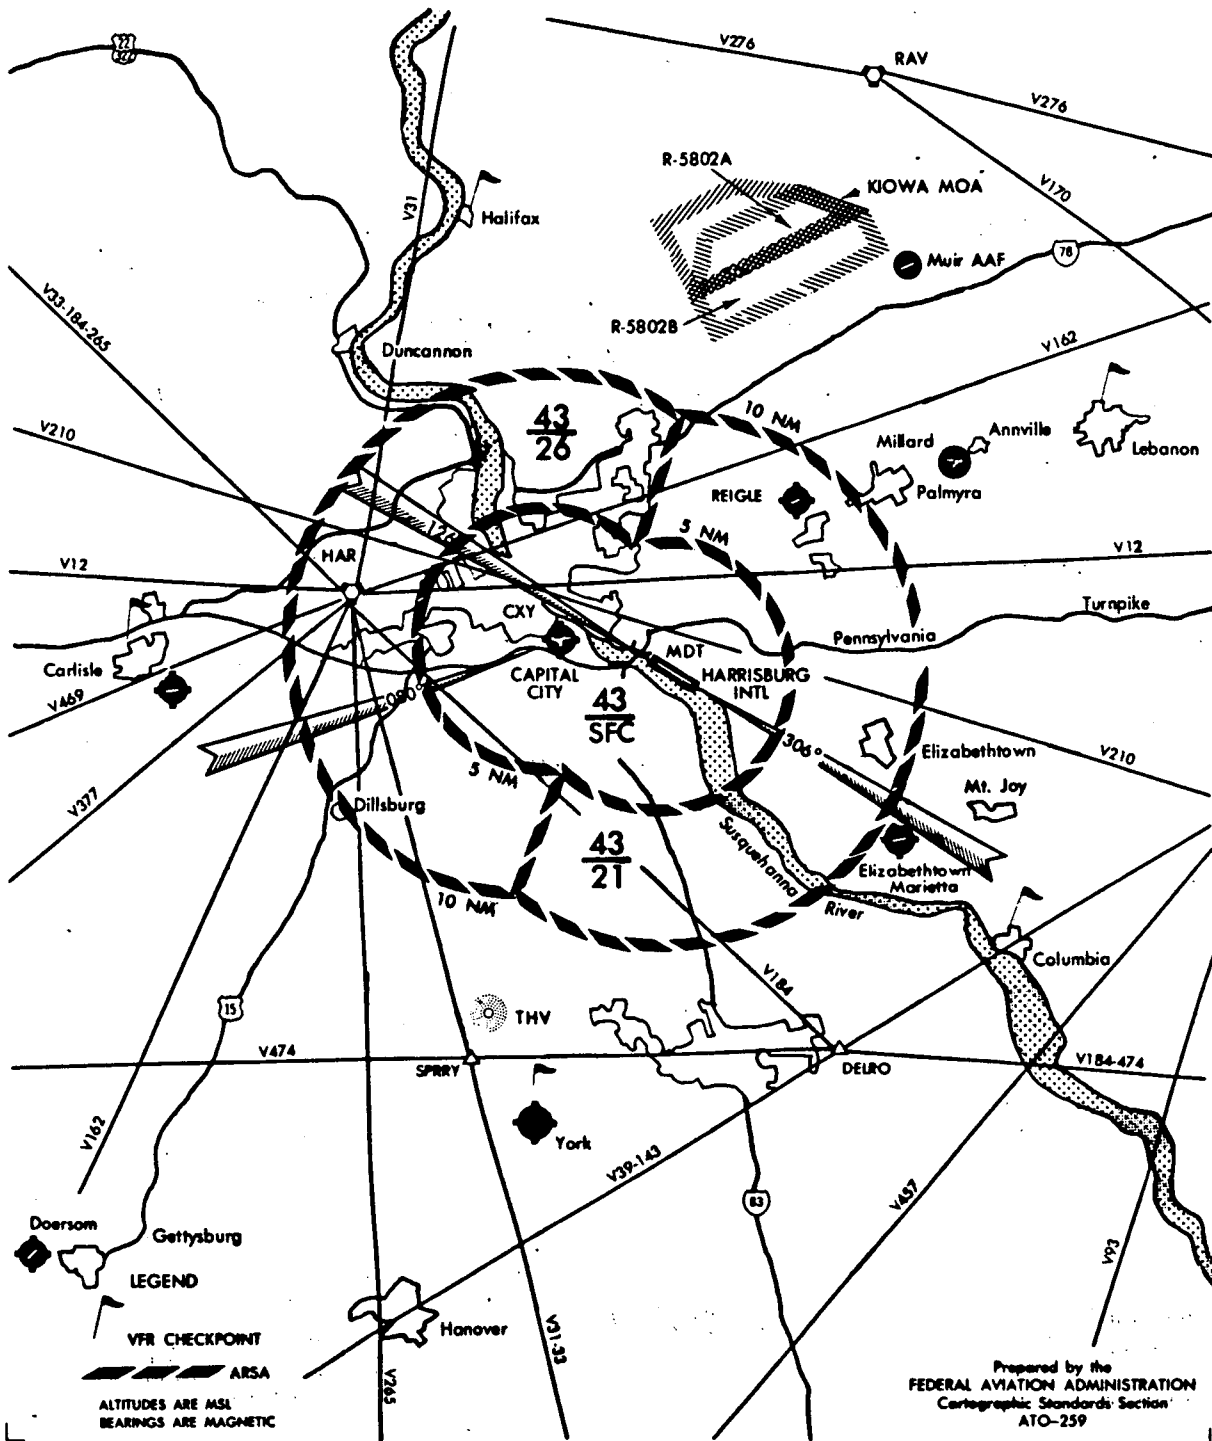 22
322
V276
RAV
V276
R-5802A
KIOWA MOA
V170
V31
Halifax
Muir AAF
78
V33-184-265
R-5802B
V162
Duncannon
10 NM
43
26
V210
Millard
Annville
Lebanon
REIGLE
Palmyra
5 NM
126°
HAR
V12
V12
CXY
Turnpike
Pennsylvania
MDT
Carlisle
CAPITAL
CITY
HARRISBURG
INTL
080°
V469
43
SFC
306°
Elizabethtown
V210
5 NM
Mt. Joy
V377
Dillsburg
Susquehanna
43
21
Elizabethtown
Marietta
10 NM
River
Columbia
V184
15
THV
V474
SPRRY
DELRO
V184-474
V162
York
V39-143
83
V457
Doersom
Gettysburg
V93
LEGEND
VFR CHECKPOINT
Hanover
V31-33
ARSA
V265
ALTITUDES ARE MSL
BEARINGS ARE MAGNETIC
Prepared by the
FEDERAL AVIATION ADMINISTRATION
Cartographic Standards Section
ATO-259